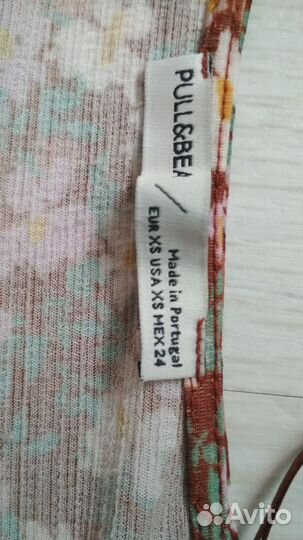 PULL&BEA
Made in Portugal
EUR XS USA XS MEX 24
Avito